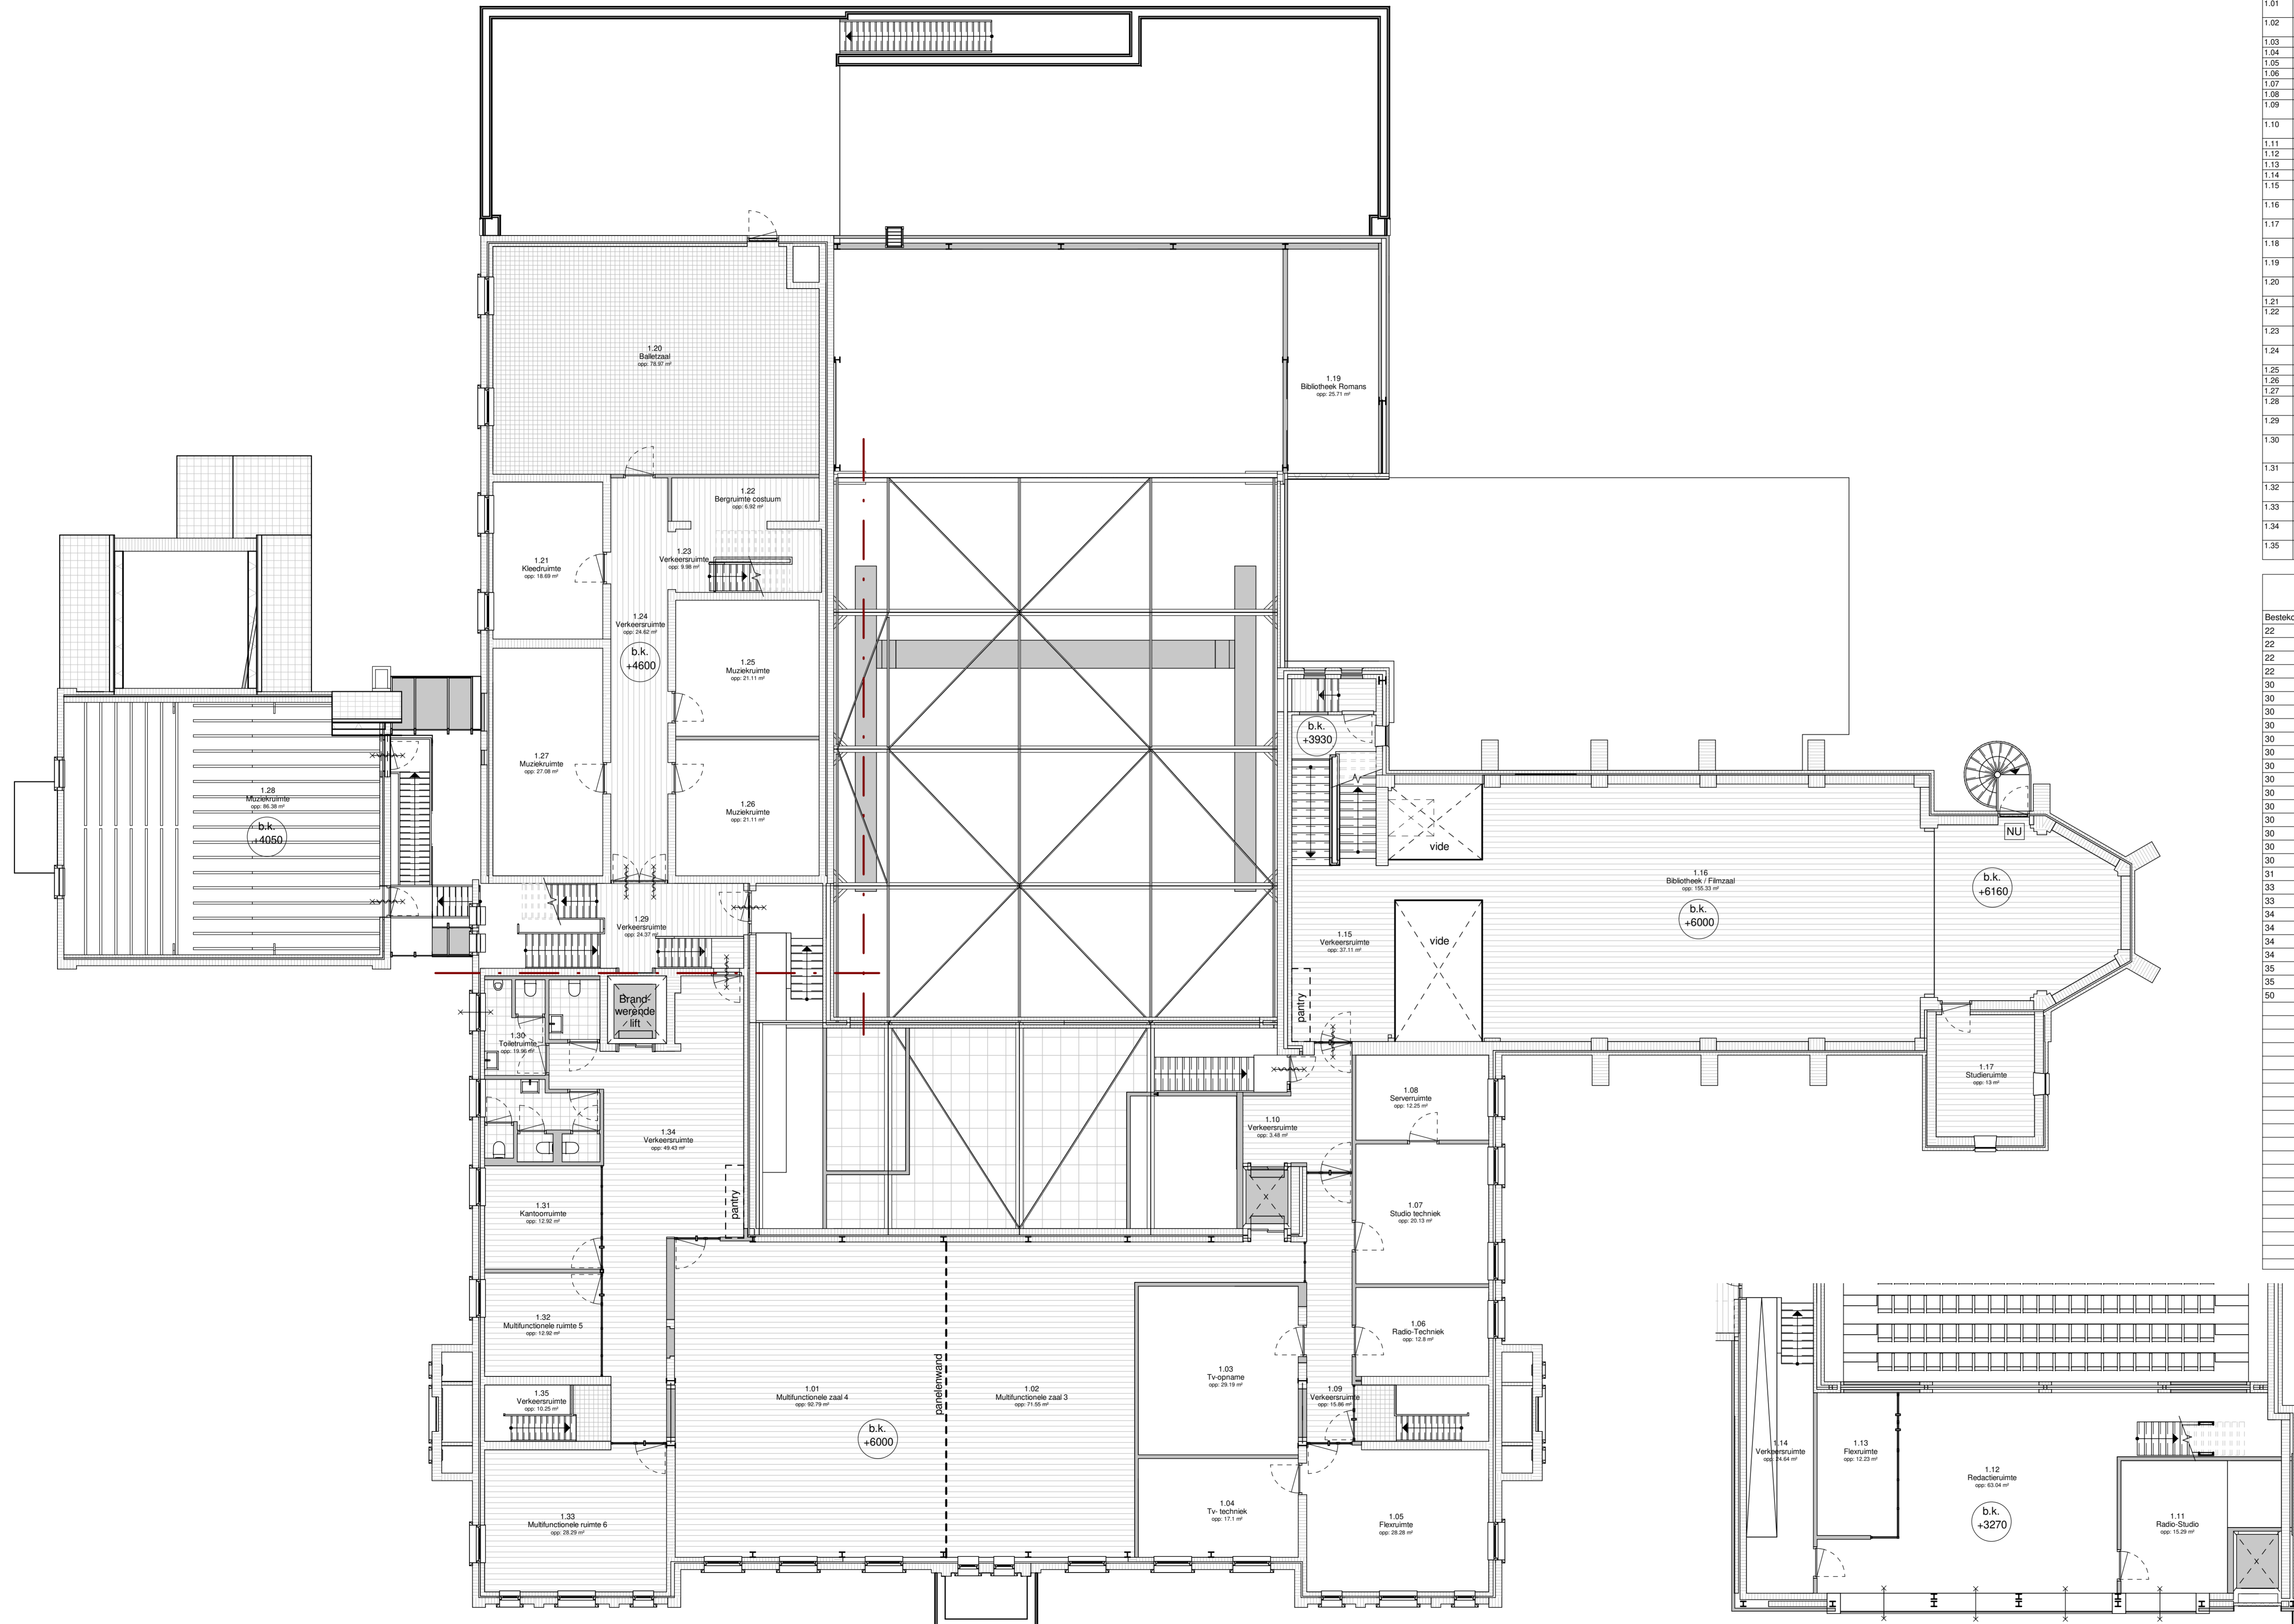 1.20
Balletzaal
opp: 78.97 m²
1.19
Bibliotheek Romans
opp: 25.71 m²
1.22
Bergruimte costuum
opp: 6.92 m²
1.21
Kleedruimte
opp: 18.69 m²
1.23
Verkeersruimte
opp: 9.98 m²
1.24
Verkeersruimte
opp: 24.62 m²
b.k.
+4600
1.25
Muziekruimte
opp: 21.11 m²
1.27
Muziekruimte
opp: 27.08 m²
1.26
Muziekruimte
opp: 21.11 m²
1.28
Muziekruimte
opp: 86.38 m²
b.k.
+4050
1.29
Verkeersruimte
opp: 24.37 m²
b.k.
+3930
vide
NU
1.16
Bibliotheek / Filmzaal
opp: 155.33 m²
b.k.
+6000
b.k.
+6160
1.15
Verkeersruimte
opp: 37.11 m²
vide
pantry
Brand-
werende
lift
1.30
Toiletruimte
opp: 19.96 m²
1.17
Studieruimte
opp: 13 m²
1.08
Serverruimte
opp: 12.25 m²
1.10
Verkeersruimte
opp: 3.48 m²
1.34
Verkeersruimte
opp: 49.43 m²
pantry
1.31
Kantoorruimte
opp: 12.92 m²
1.07
Studio techniek
opp: 20.13 m²
X
1.32
Multifunctionele ruimte 5
opp: 12.92 m²
1.06
Radio-Techniek
opp: 12.8 m²
1.35
Verkeersruimte
opp: 10.25 m²
1.01
Multifunctionele zaal 4
opp: 92.79 m²
panelenwand
1.02
Multifunctionele zaal 3
opp: 71.55 m²
1.03
Tv-opname
opp: 29.19 m²
1.09
Verkeersruimte
opp: 15.86 m²
b.k.
+6000
1.33
Multifunctionele ruimte 6
opp: 28.29 m²
1.04
Tv- techniek
opp: 17.1 m²
1.05
Flexruimte
opp: 28.28 m²
1.14
Verkeersruimte
opp: 24.64 m²
1.13
Flexruimte
opp: 12.23 m²
1.12
Redactieruimte
opp: 63.04 m²
b.k.
+3270
1.11
Radio-Studio
opp: 15.29 m²
X
1.01
1.02
1.03
1.04
1.05
1.06
1.07
1.08
1.09
1.10
1.11
1.12
1.13
1.14
1.15
1.16
1.17
1.18
1.19
1.20
1.21
1.22
1.23
1.24
1.25
1.26
1.27
1.28
1.29
1.30
1.31
1.32
1.33
1.34
1.35
22
22
22
22
30
30
30
30
30
30
30
30
30
30
30
30
30
30
31
33
33
34
34
34
34
35
35
50